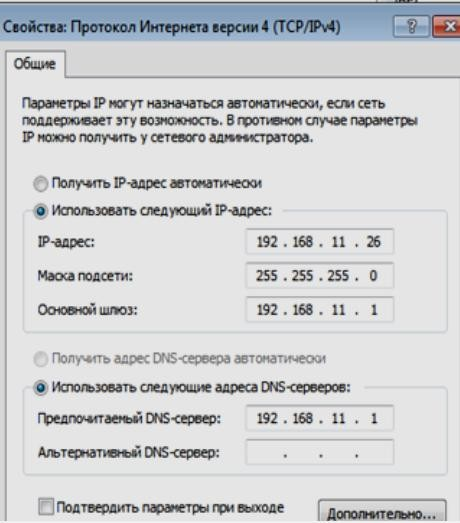 Свойства: Протокол Интернета версии 4 (TCP/IPv4)
Общие
Параметры IP могут назначаться автоматически, если сеть
поддерживает эту возможность. В противном случае параметры
IP можно получить у сетевого администратора.
Получить IP-адрес автоматически
Использовать следующий IP-адрес:
IP-адрес: 192 . 168 . 11 . 26
Маска подсети: 255 . 255 . 255 . 0
Основной шлюз: 192 . 168 . 11 . 1
Получить адрес DNS-сервера автоматически
Использовать следующие адреса DNS-серверов:
Предпочитаемый DNS-сервер: 192 . 168 . 11 . 1
Альтернативный DNS-сервер: . . .
Подтвердить параметры при выходе
Дополнительно...